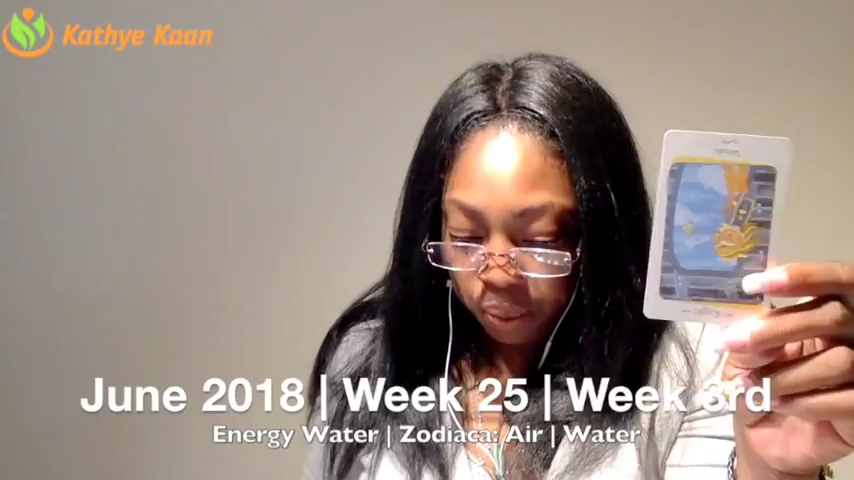 Kathye Kaan
June 2018 | Week 25 | Week 3rd
Energy Water | Zodiaca: Air | Water